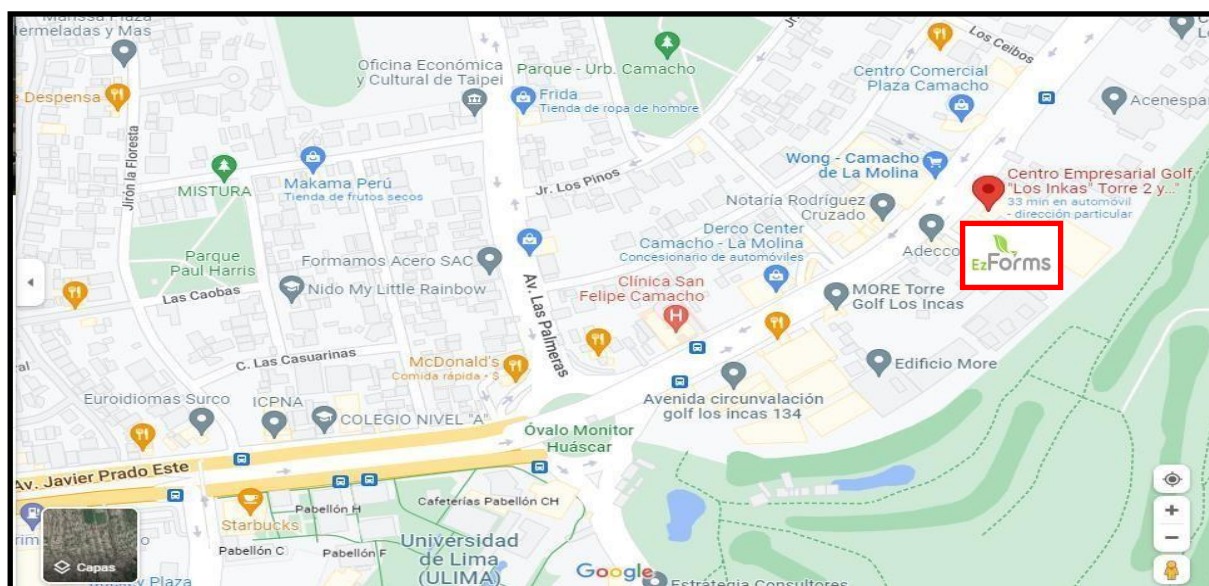 Hermeladas y Mas
Oficina Económica
y Cultural de Taipei
Parque - Urb. Camacho
Los Ceibos
Centro Comercial
Plaza Camacho
Despensa
Frida
Tienda de ropa de hombre
Acenespar
Jirón la Floresta
MISTURA
Makama Perú
Tienda de frutos secos
Jr. Los Pinos
Wong - Camacho
de La Molina
Centro Empresarial Golf,
"Los Inkas" Torre 2 y..."
33 min en automóvil
- dirección particular
Notaría Rodríguez
Cruzado
Parque
Paul Harris
Formamos Acero SAC
Derco Center
Camacho - La Molina
Concesionario de automóviles
Adecco
EzForms
Las Caobas
Nido My Little Rainbow
Av. Las Palmeras
Clínica San
Felipe Camacho
H
MORE Torre
Golf Los Incas
C. Las Casuarinas
McDonald's
Comida rápida • $
Edificio More
Euroidiomas Surco
ICPNA
COLEGIO NIVEL "A"
Avenida circunvalación
golf los incas 134
Óvalo Monitor
Huáscar
Av. Javier Prado Este
Starbucks
Pabellón H
Cafeterías Pabellón CH
Pabellón C
Pabellón F
Universidad
de Lima
(ULIMA)
Capas
Plaza
Google
Estrategia Consultores
+
−